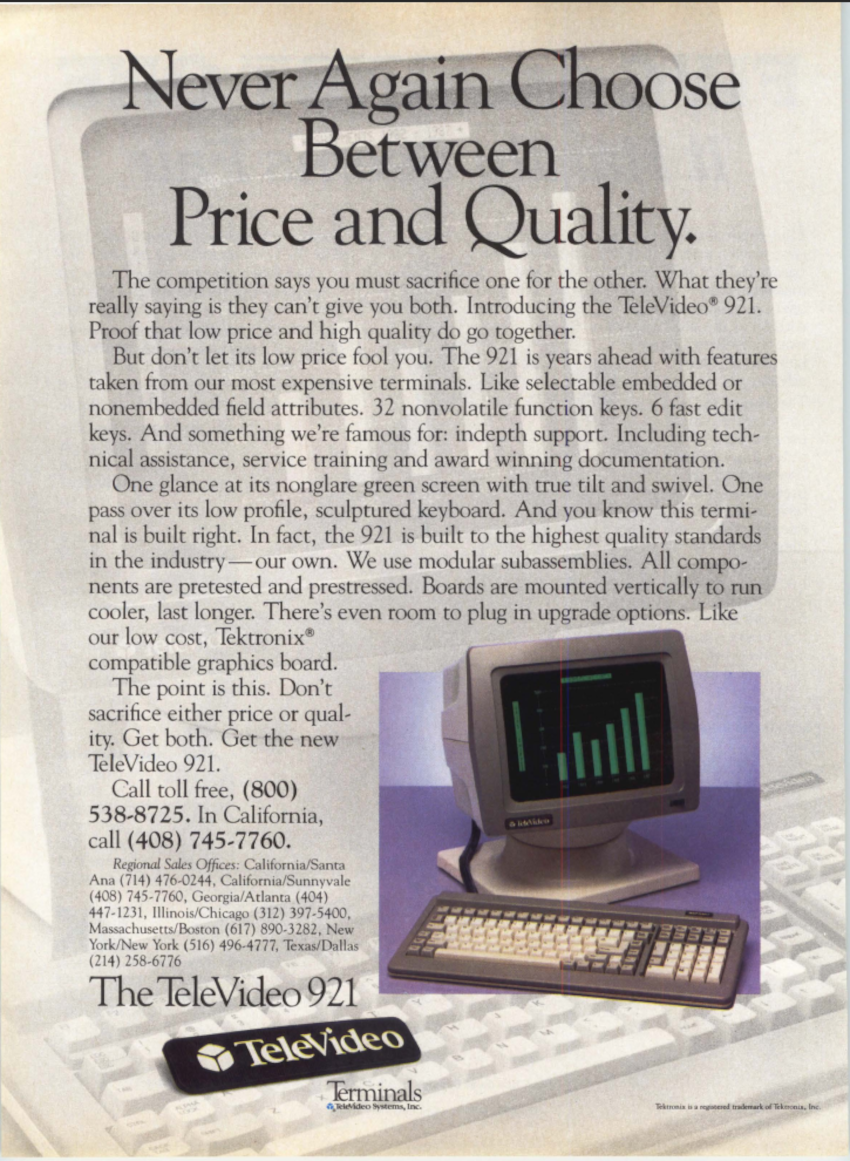 Never Again Choose
Between
Price and Quality.
The competition says you must sacrifice one for the other. What they're
really saying is they can't give you both. Introducing the TeleVideo® 921.
Proof that low price and high quality do go together.
But don't let its low price fool you. The 921 is years ahead with features
taken from our most expensive terminals. Like selectable embedded or
nonembedded field attributes. 32 nonvolatile function keys. 6 fast edit
keys. And something we're famous for: indepth support. Including tech-
nical assistance, service training and award winning documentation.
One glance at its nonglare green screen with true tilt and swivel. One
pass over its low profile, sculptured keyboard. And you know this termi-
nal is built right. In fact, the 921 is built to the highest quality standards
in the industry—our own. We use modular subassemblies. All compo-
nents are pretested and prestressed. Boards are mounted vertically to run
cooler, last longer. There's even room to plug in upgrade options. Like
our low cost, Tektronix®
compatible graphics board.
The point is this. Don't
sacrifice either price or qual-
ity. Get both. Get the new
TeleVideo 921.
Call toll free, (800)
538-8725. In California,
call (408) 745-7760.
Regional Sales Offices: California/Santa
Ana (714) 476-0244, California/Sunnyvale
(408) 745-7760, Georgia/Atlanta (404)
447-1231, Illinois/Chicago (312) 397-5400,
Massachusetts/Boston (617) 890-3282, New
York/New York (516) 496-4777, Texas/Dallas
(214) 258-6776
TeleVideo
The TeleVideo 921
TeleVideo
Terminals
TeleVideo Systems, Inc.
Tektronix is a registered trademark of Tektronix, Inc.